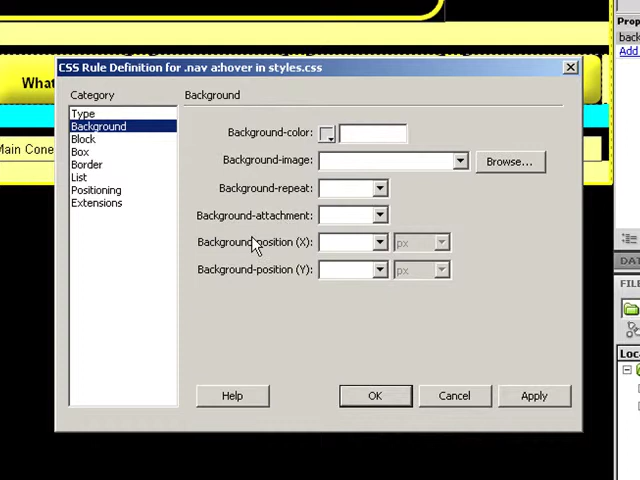 Prop
back
Add
CSS Rule Definition for .nav a:hover in styles.css
What
Category
Background
Type
Background
Block
Box
Border
List
Positioning
Extensions
Main Cone
Background-color:
Background-image:
Browse...
Background-repeat:
Background-attachment:
Background-position (X):
px
Background-position (Y):
px
Help
OK
Cancel
Apply
DAT
FILE
Loc